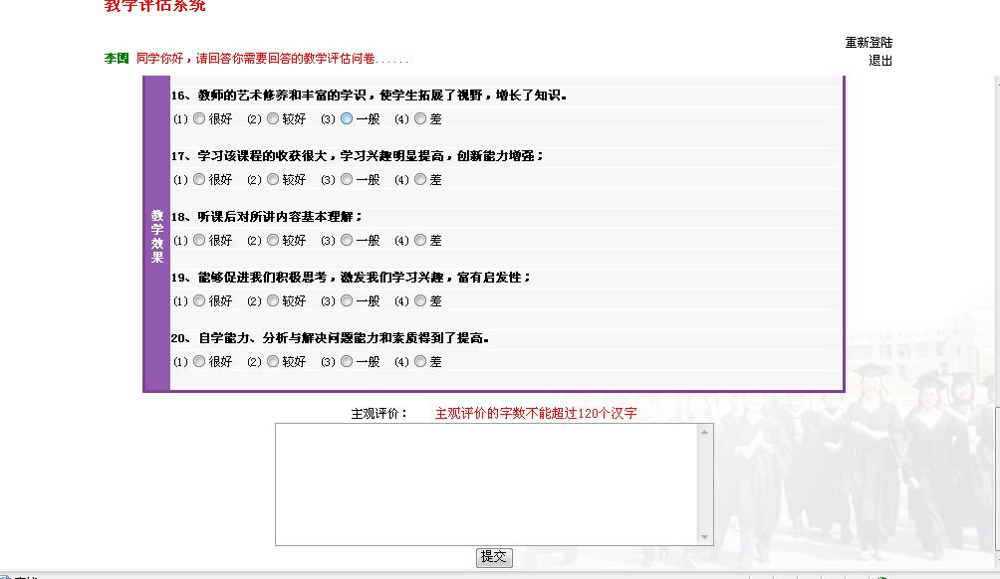 教学评估系统
重新登陆
李囿 同学你好，请回答你需要回答的教学评估问卷......
退出
教学效果
16、教师的艺术修养和丰富的学识，使学生拓展了视野，增长了知识。
(1) 很好 (2) 较好 (3) 一般 (4) 差
17、学习该课程的收获很大，学习兴趣明显提高，创新能力增强；
(1) 很好 (2) 较好 (3) 一般 (4) 差
18、听课后对所讲内容基本理解；
(1) 很好 (2) 较好 (3) 一般 (4) 差
19、能够促进我们积极思考，激发我们学习兴趣，富有启发性；
(1) 很好 (2) 较好 (3) 一般 (4) 差
20、自学能力、分析与解决问题能力和素质得到了提高。
(1) 很好 (2) 较好 (3) 一般 (4) 差
主观评价： 主观评价的字数不能超过120个汉字
提交